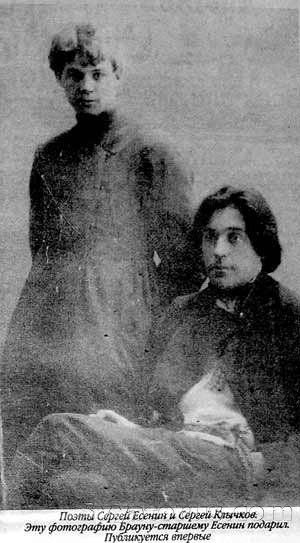 Поэты Сергей Есенин и Сергей Клычков.
Эту фотографию Брауну-старшему Есенин подарил.
Публикуется впервые